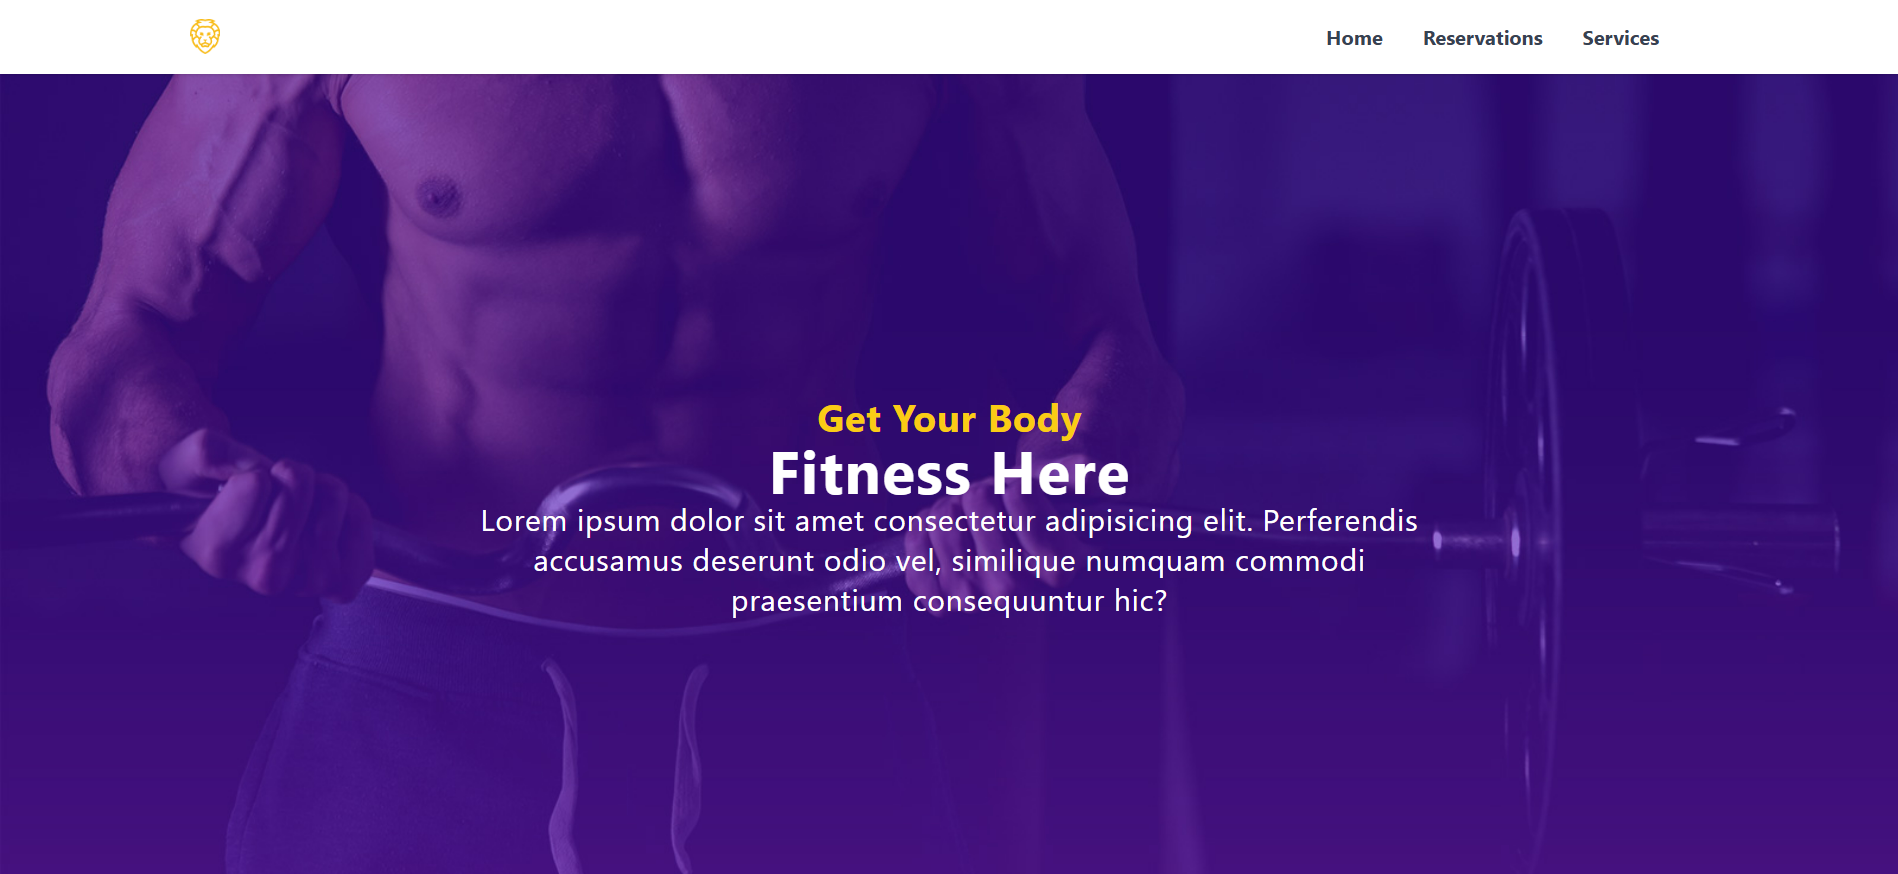 Home Reservations Services
Get Your Body
Fitness Here
Lorem ipsum dolor sit amet consectetur adipisicing elit. Perferendis
accusamus deserunt odio vel, similique numquam commodi
praesentium consequuntur hic?